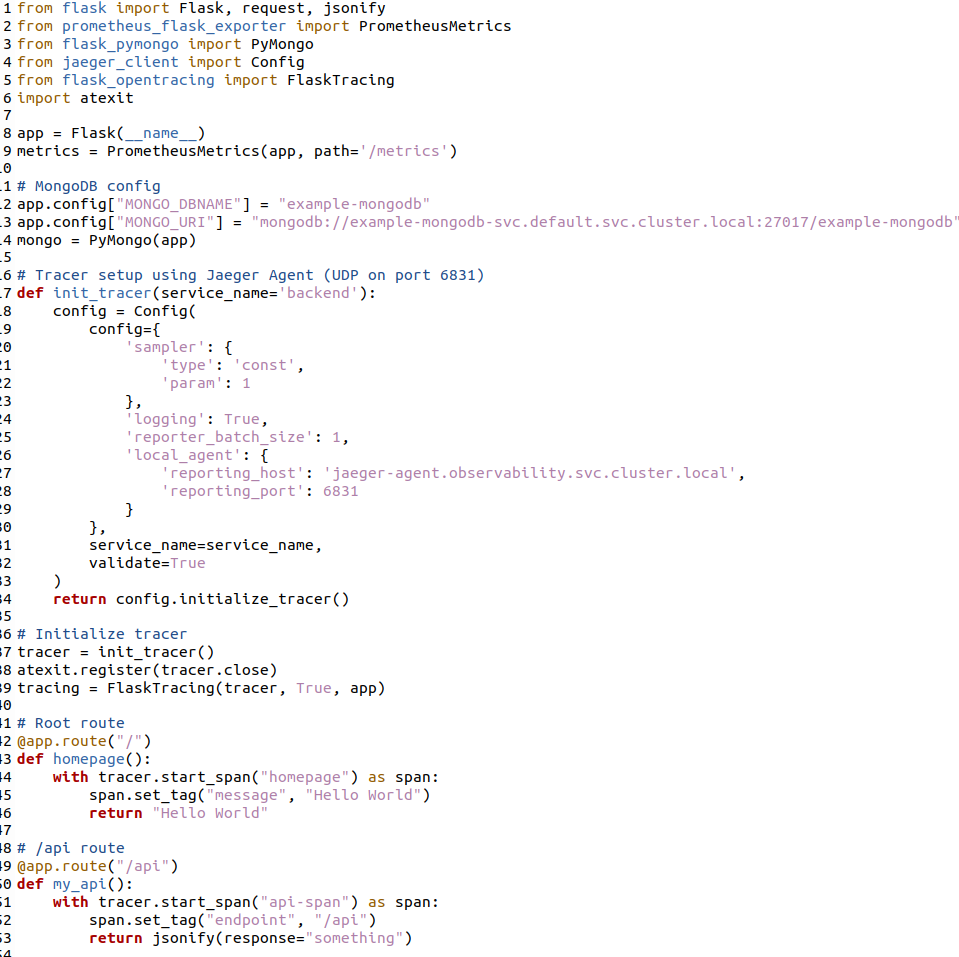 1 from flask import Flask, request, jsonify
2 from prometheus_flask_exporter import PrometheusMetrics
3 from flask_pymongo import PyMongo
4 from jaeger_client import Config
5 from flask_opentracing import FlaskTracing
6 import atexit
7
8 app = Flask(__name__)
9 metrics = PrometheusMetrics(app, path='/metrics')
10
11 # MongoDB config
12 app.config["MONGO_DBNAME"] = "example-mongodb"
13 app.config["MONGO_URI"] = "mongodb://example-mongodb-svc.default.svc.cluster.local:27017/example-mongodb"
14 mongo = PyMongo(app)
15
16 # Tracer setup using Jaeger Agent (UDP on port 6831)
17 def init_tracer(service_name='backend'):
18     config = Config(
19         config={
20             'sampler': {
21                 'type': 'const',
22                 'param': 1
23             },
24             'logging': True,
25             'reporter_batch_size': 1,
26             'local_agent': {
27                 'reporting_host': 'jaeger-agent.observability.svc.cluster.local',
28                 'reporting_port': 6831
29             }
30         },
31         service_name=service_name,
32         validate=True
33     )
34     return config.initialize_tracer()
35
36 # Initialize tracer
37 tracer = init_tracer()
38 atexit.register(tracer.close)
39 tracing = FlaskTracing(tracer, True, app)
40
41 # Root route
42 @app.route("/")
43 def homepage():
44     with tracer.start_span("homepage") as span:
45         span.set_tag("message", "Hello World")
46         return "Hello World"
47
48 # /api route
49 @app.route("/api")
50 def my_api():
51     with tracer.start_span("api-span") as span:
52         span.set_tag("endpoint", "/api")
53         return jsonify(response="something")
54